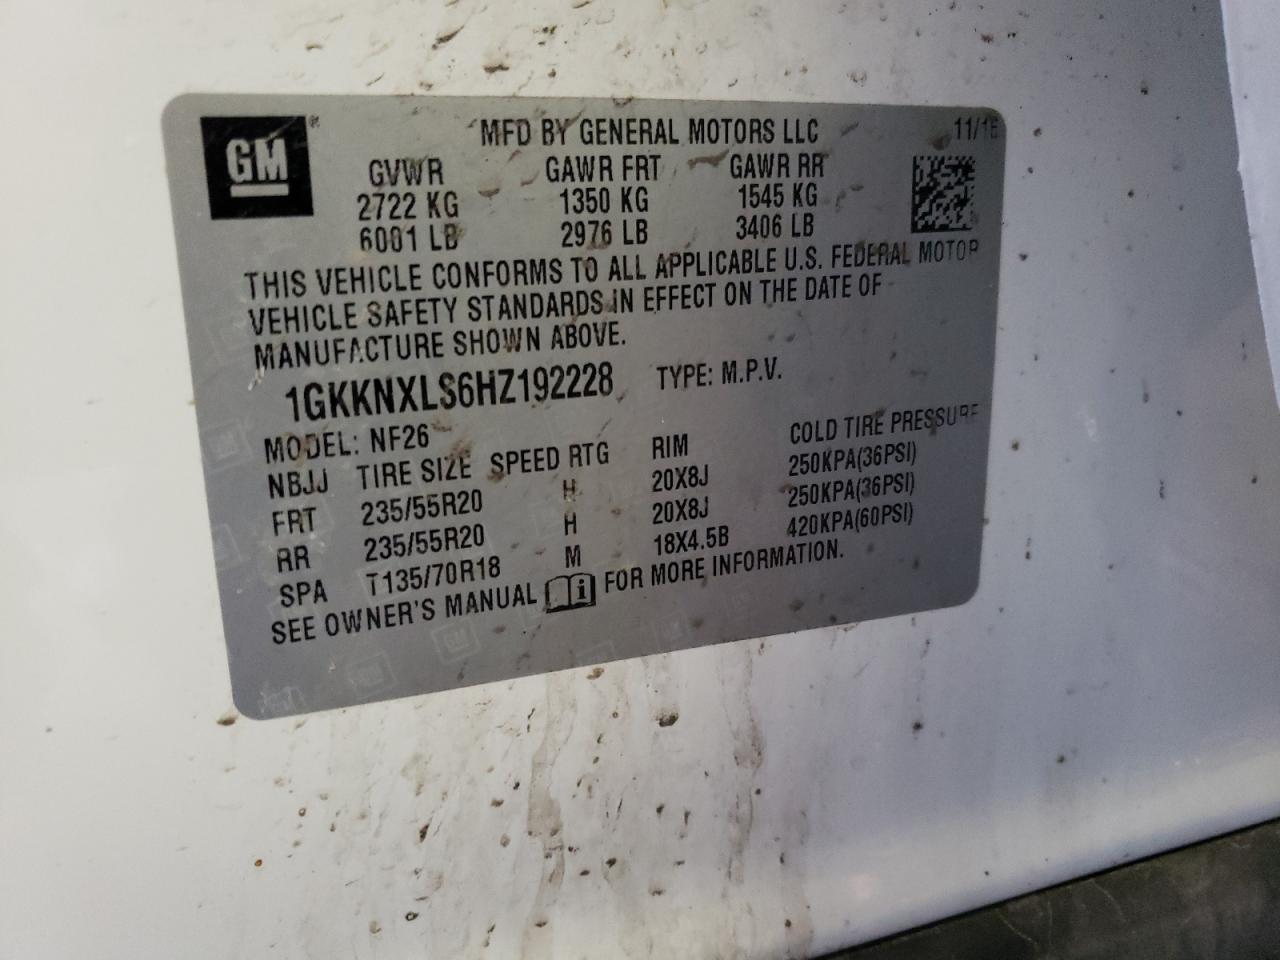 GM ® MFD BY GENERAL MOTORS LLC 11/16
GVWR GAWR FRT GAWR RR
2722 KG 1350 KG 1545 KG
6001 LB 2976 LB 3406 LB
THIS VEHICLE CONFORMS TO ALL APPLICABLE U.S. FEDERAL MOTOR
VEHICLE SAFETY STANDARDS IN EFFECT ON THE DATE OF
MANUFACTURE SHOWN ABOVE.
1GKKNXLS6HZ192228 TYPE: M.P.V.
MODEL: NF26
NBJJ TIRE SIZE SPEED RTG RIM COLD TIRE PRESSURE
FRT 235/55R20 H 20X8J 250KPA(36PSI)
RR 235/55R20 H 20X8J 250KPA(36PSI)
SPA T135/70R18 M 18X4.5B 420KPA(60PSI)
SEE OWNER'S MANUAL i FOR MORE INFORMATION.